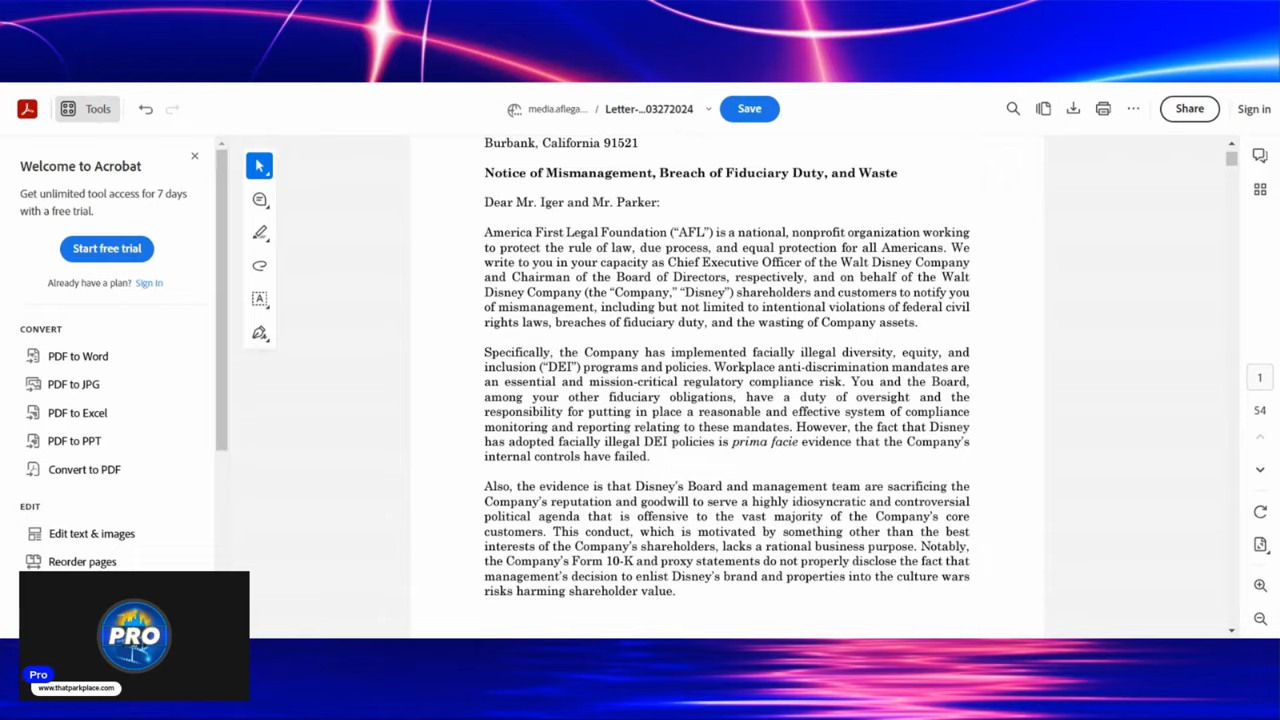 Tools
media.aflega... / Letter-...03272024
Save
Share
Sign in
Welcome to Acrobat
Get unlimited tool access for 7 days
with a free trial.
Start free trial
Already have a plan? Sign In
CONVERT
PDF to Word
PDF to JPG
PDF to Excel
PDF to PPT
Convert to PDF
EDIT
Edit text & images
Reorder pages
Burbank, California 91521
Notice of Mismanagement, Breach of Fiduciary Duty, and Waste
Dear Mr. Iger and Mr. Parker:
America First Legal Foundation (“AFL”) is a national, nonprofit organization working
to protect the rule of law, due process, and equal protection for all Americans. We
write to you in your capacity as Chief Executive Officer of the Walt Disney Company
and Chairman of the Board of Directors, respectively, and on behalf of the Walt
Disney Company (the “Company,” “Disney”) shareholders and customers to notify you
of mismanagement, including but not limited to intentional violations of federal civil
rights laws, breaches of fiduciary duty, and the wasting of Company assets.
Specifically, the Company has implemented facially illegal diversity, equity, and
inclusion (“DEI”) programs and policies. Workplace anti-discrimination mandates are
an essential and mission-critical regulatory compliance risk. You and the Board,
among your other fiduciary obligations, have a duty of oversight and the
responsibility for putting in place a reasonable and effective system of compliance
monitoring and reporting relating to these mandates. However, the fact that Disney
has adopted facially illegal DEI policies is prima facie evidence that the Company’s
internal controls have failed.
Also, the evidence is that Disney’s Board and management team are sacrificing the
Company’s reputation and goodwill to serve a highly idiosyncratic and controversial
political agenda that is offensive to the vast majority of the Company’s core
customers. This conduct, which is motivated by something other than the best
interests of the Company’s shareholders, lacks a rational business purpose. Notably,
the Company’s Form 10-K and proxy statements do not properly disclose the fact that
management’s decision to enlist Disney’s brand and properties into the culture wars
risks harming shareholder value.
1
54
PRO
Pro
www.thatparkplace.com